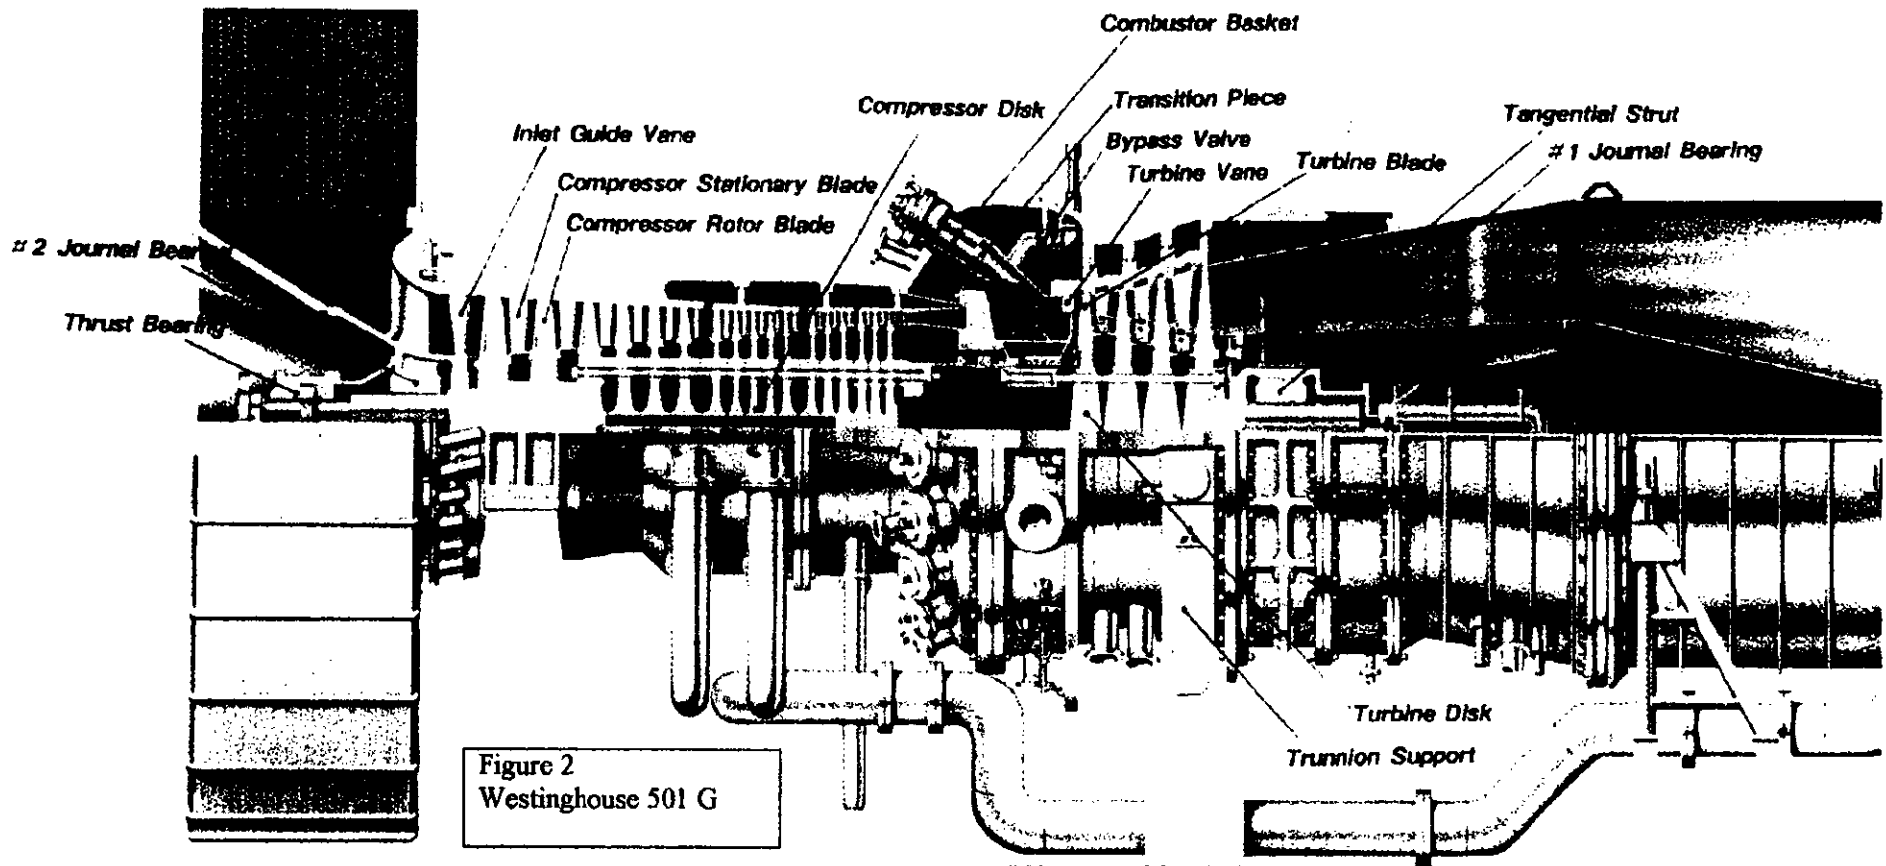 Combustor Basket
Compressor Disk
Transition Piece
Tangential Strut
Inlet Guide Vane
Bypass Valve
Turbine Blade
#1 Journal Bearing
Turbine Vane
Compressor Stationary Blade
Compressor Rotor Blade
#2 Journal Bear
Thrust Bearing
Turbine Disk
Trunnion Support
Figure 2
Westinghouse 501 G